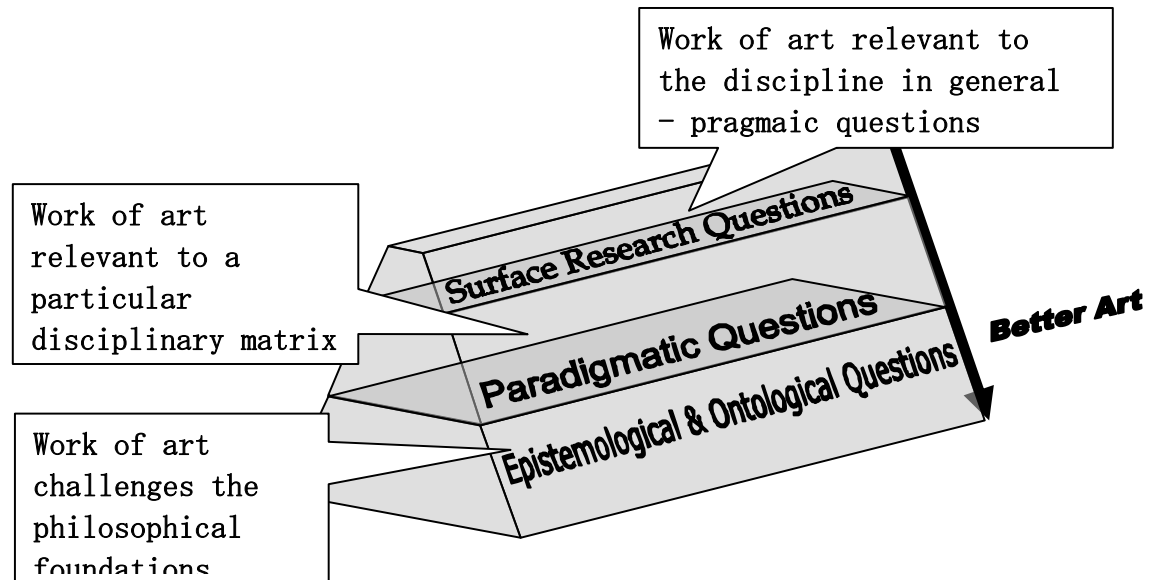 Work of art relevant to
the discipline in general
- pragmaic questions
Work of art
relevant to a
particular
disciplinary matrix
Surface Research Questions
Paradigmatic Questions
Better Art
Epistemological & Ontological Questions
Work of art
challenges the
philosophical
foundations